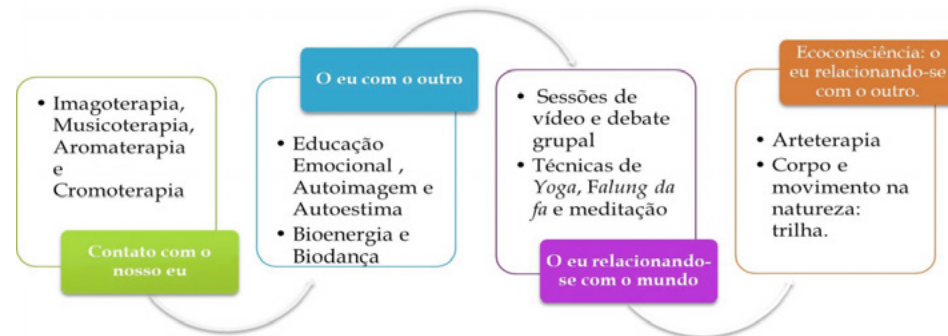 • Imagoterapia,
Musicoterapia,
Aromaterapia
e
Cromoterapia
Contato com o
nosso eu
O eu com o outro
• Educação
Emocional ,
Autoimagem e
Autoestima
• Bioenergia e
Biodança
• Sessões de
vídeo e debate
grupal
• Técnicas de
Yoga, Falung da
fa e meditação
O eu relacionando-
se com o mundo
Ecoconsciência: o
eu relacionando-se
com o outro.
• Arteterapia
• Corpo e
movimento na
natureza:
trilha.